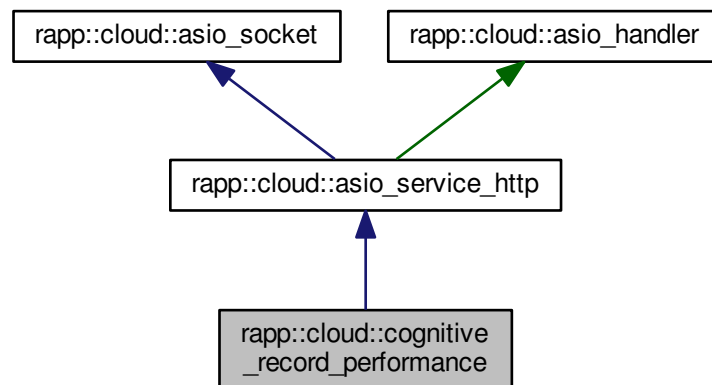 rapp::cloud::asio_socket
rapp::cloud::asio_handler
rapp::cloud::asio_service_http
rapp::cloud::cognitive
_record_performance